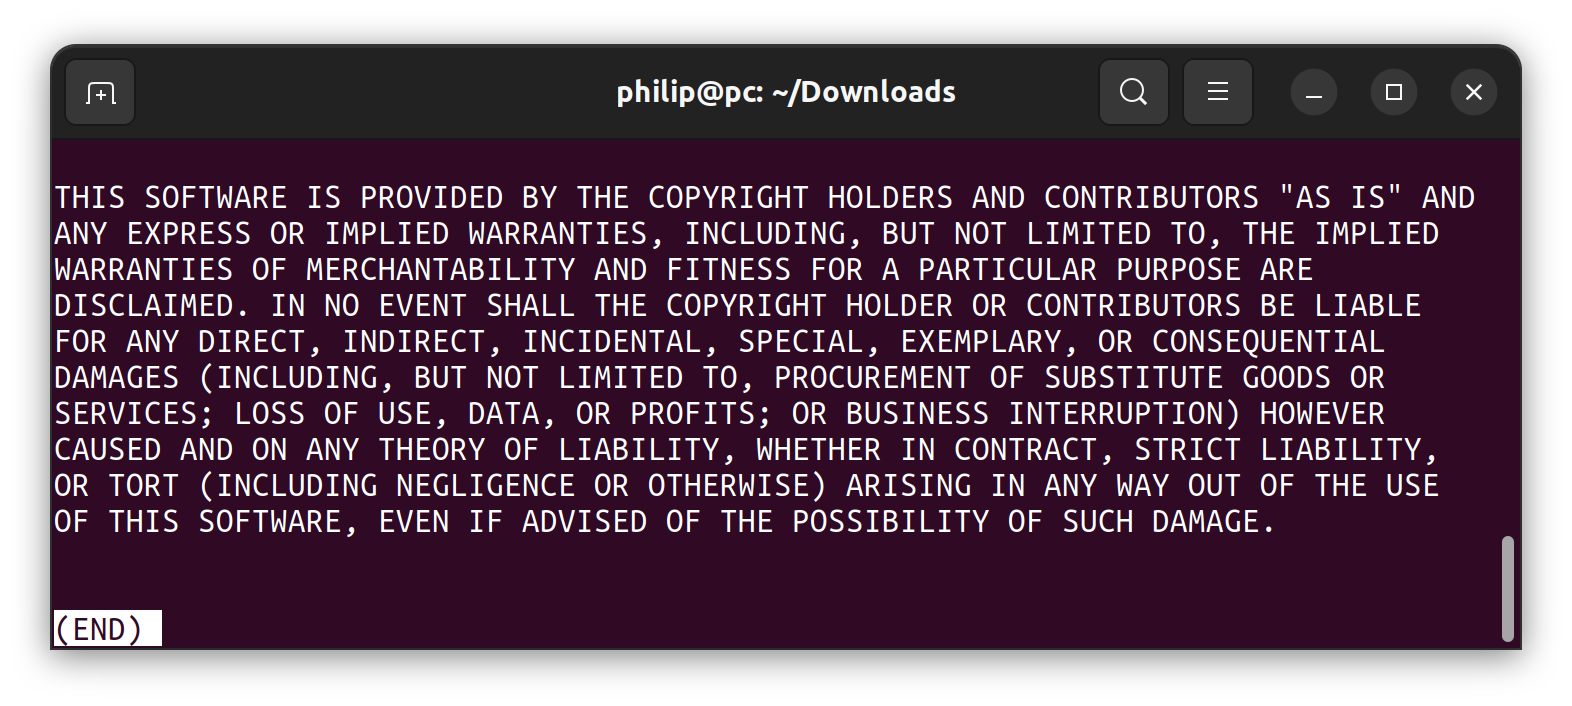 philip@pc: ~/Downloads
THIS SOFTWARE IS PROVIDED BY THE COPYRIGHT HOLDERS AND CONTRIBUTORS "AS IS" AND
ANY EXPRESS OR IMPLIED WARRANTIES, INCLUDING, BUT NOT LIMITED TO, THE IMPLIED
WARRANTIES OF MERCHANTABILITY AND FITNESS FOR A PARTICULAR PURPOSE ARE
DISCLAIMED. IN NO EVENT SHALL THE COPYRIGHT HOLDER OR CONTRIBUTORS BE LIABLE
FOR ANY DIRECT, INDIRECT, INCIDENTAL, SPECIAL, EXEMPLARY, OR CONSEQUENTIAL
DAMAGES (INCLUDING, BUT NOT LIMITED TO, PROCUREMENT OF SUBSTITUTE GOODS OR
SERVICES; LOSS OF USE, DATA, OR PROFITS; OR BUSINESS INTERRUPTION) HOWEVER
CAUSED AND ON ANY THEORY OF LIABILITY, WHETHER IN CONTRACT, STRICT LIABILITY,
OR TORT (INCLUDING NEGLIGENCE OR OTHERWISE) ARISING IN ANY WAY OUT OF THE USE
OF THIS SOFTWARE, EVEN IF ADVISED OF THE POSSIBILITY OF SUCH DAMAGE.
(END)